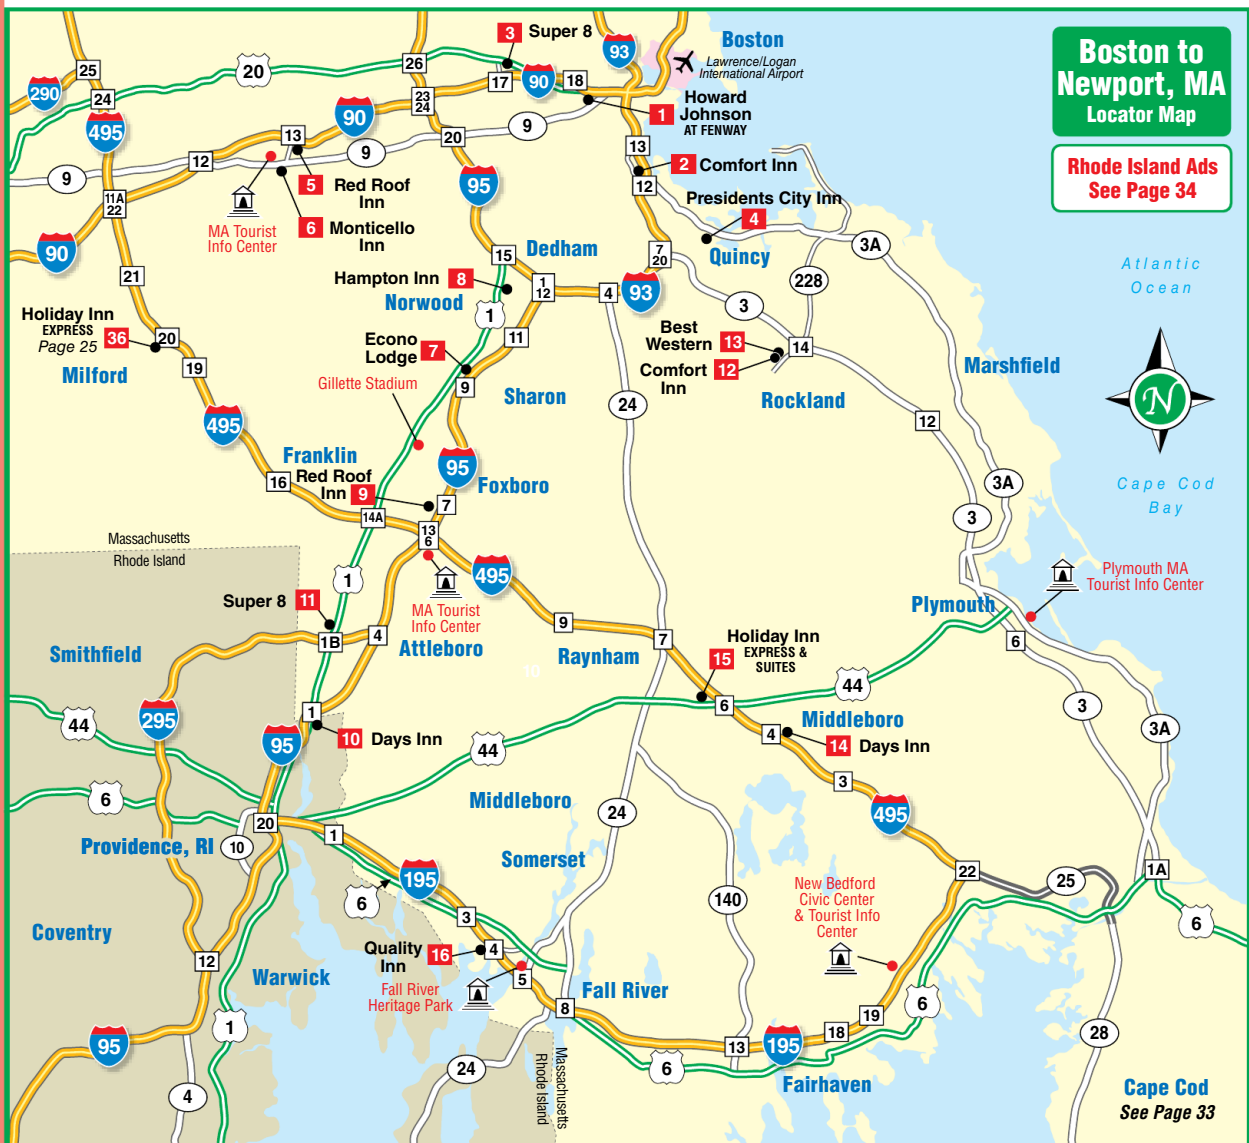 Boston to
Newport, MA
Locator Map
Rhode Island Ads
See Page 34
3 Super 8
93
Boston
Lawrence/Logan
International Airport
25
20
26
17
90
18
290
24
495
23
24
90
1 Howard
Johnson
AT FENWAY
13
20
9
9
12
9
13
2 Comfort Inn
12
5 Red Roof
Inn
95
11A
22
MA Tourist
Info Center
6 Monticello
Inn
Presidents City Inn
4
Quincy
3A
90
21
15
Dedham
Hampton Inn 8
Norwood
1
12
4
93
7
20
228
Atlantic
Ocean
Holiday Inn
EXPRESS
Page 25
36
20
Milford
19
1
11
3
Econo
Lodge
7
Gillette Stadium
9
Sharon
Best
Western
13
Comfort
Inn
12
14
Rockland
Marshfield
N
495
24
12
Franklin
16
Red Roof
Inn 9
95
Foxboro
7
3A
3
Cape Cod
Bay
14A
13
6
Massachusetts
Rhode Island
1
495
MA Tourist
Info Center
Plymouth MA
Tourist Info Center
Super 8 11
1B
4
Attleboro
9
Raynham
7
Plymouth
6
Smithfield
10
Holiday Inn
EXPRESS &
SUITES
15
44
6
3
295
44
95
1
10 Days Inn
44
4
Middleboro
14 Days Inn
3A
6
Middleboro
3
495
20
1
24
Providence, RI
10
Somerset
195
6
22
25
1A
New Bedford
Civic Center
& Tourist Info
Center
140
3
6
Coventry
12
Quality
Inn
16
4
5
Warwick
Fall River
Heritage Park
8
Fall River
6
19
18
1
95
13
195
28
24
6
Rhode Island
Massachusetts
Fairhaven
4
Cape Cod
See Page 33